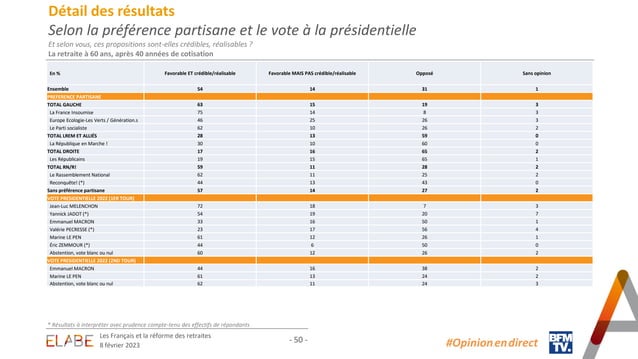 Détail des résultats
Selon la préférence partisane et le vote à la présidentielle
Et selon vous, ces propositions sont-elles crédibles, réalisables ?
La retraite à 60 ans, après 40 années de cotisation
En % Favorable ET crédible/réalisable Favorable MAIS PAS crédible/réalisable Opposé Sans opinion
Ensemble 54 14 31 1
PREFERENCE PARTISANE
TOTAL GAUCHE 63 15 19 3
La France Insoumise 75 14 8 3
Europe Ecologie-Les Verts / Génération.s 46 25 26 3
Le Parti socialiste 62 10 26 2
TOTAL LREM ET ALLIÉS 28 13 59 0
La République en Marche ! 30 10 60 0
TOTAL DROITE 17 16 65 2
Les Républicains 19 15 65 1
TOTAL RN/R! 59 11 28 2
Le Rassemblement National 62 11 25 2
Reconquête! (*) 44 13 43 0
Sans préférence partisane 57 14 27 2
VOTE PRESIDENTIELLE 2022 (1ER TOUR)
Jean-Luc MELENCHON 72 18 7 3
Yannick JADOT (*) 54 19 20 7
Emmanuel MACRON 33 16 50 1
Valérie PECRESSE (*) 23 17 56 4
Marine LE PEN 61 12 26 1
Éric ZEMMOUR (*) 44 6 50 0
Abstention, vote blanc ou nul 60 12 26 2
VOTE PRESIDENTIELLE 2022 (2ND TOUR)
Emmanuel MACRON 44 16 38 2
Marine LE PEN 61 11 24 2
Abstention, vote blanc ou nul 62 11 24 3
* Résultats à interpréter avec prudence compte-tenu des effectifs de répondants
ELABE
Les Français et la réforme des retraites
8 février 2023
- 50 -
#Opinionendirect
BFM
TV.